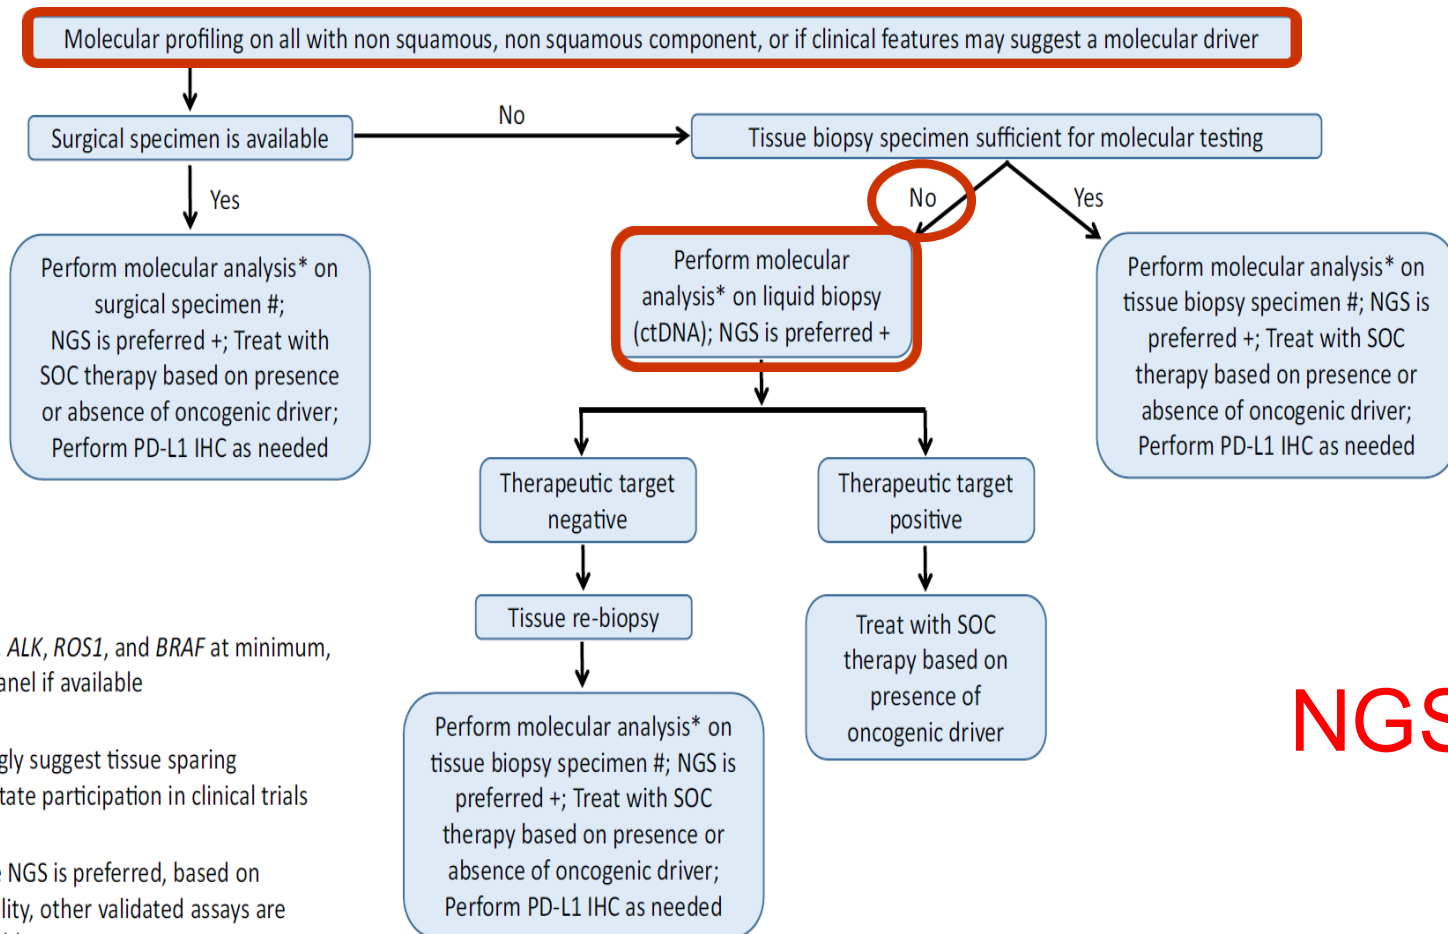 Molecular profiling on all with non squamous, non squamous component, or if clinical features may suggest a molecular driver
Surgical specimen is available
No
Tissue biopsy specimen sufficient for molecular testing
Yes
No
Yes
Perform molecular analysis* on
surgical specimen #;
NGS is preferred +; Treat with
SOC therapy based on presence
or absence of oncogenic driver;
Perform PD-L1 IHC as needed
Perform molecular
analysis* on liquid biopsy
(ctDNA); NGS is preferred +
Perform molecular analysis* on
tissue biopsy specimen #; NGS is
preferred +; Treat with SOC
therapy based on presence or
absence of oncogenic driver;
Perform PD-L1 IHC as needed
Therapeutic target
negative
Therapeutic target
positive
Tissue re-biopsy
Treat with SOC
therapy based on
presence of
oncogenic driver
Perform molecular analysis* on
tissue biopsy specimen #; NGS is
preferred +; Treat with SOC
therapy based on presence or
absence of oncogenic driver;
Perform PD-L1 IHC as needed
ALK, ROS1, and BRAF at minimum,
anel if available
gly suggest tissue sparing
tate participation in clinical trials
NGS is preferred, based on
lity, other validated assays are
NGS